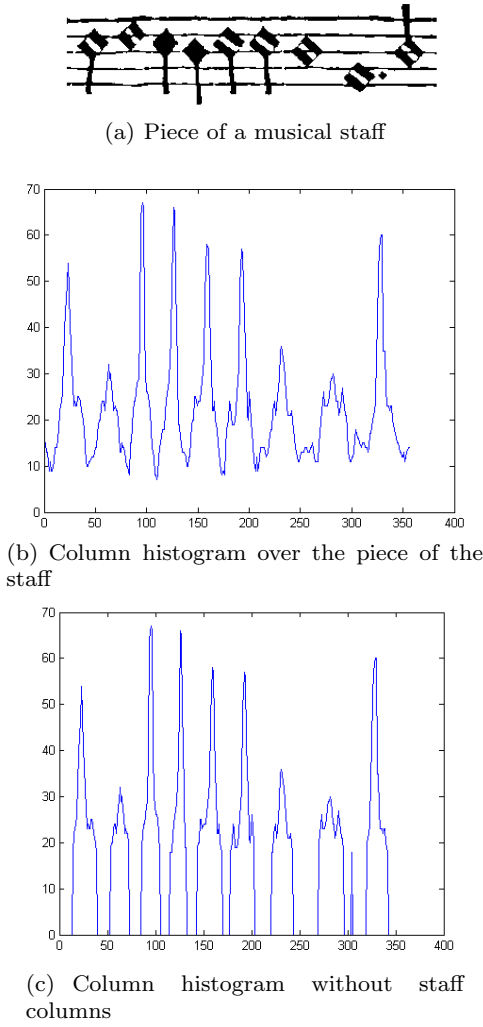 (a) Piece of a musical staff
70
60
50
40
30
20
10
0
0 50 100 150 200 250 300 350 400
(b) Column histogram over the piece of the
staff
70
60
50
40
30
20
10
0
0 50 100 150 200 250 300 350 400
(c) Column histogram without staff
columns